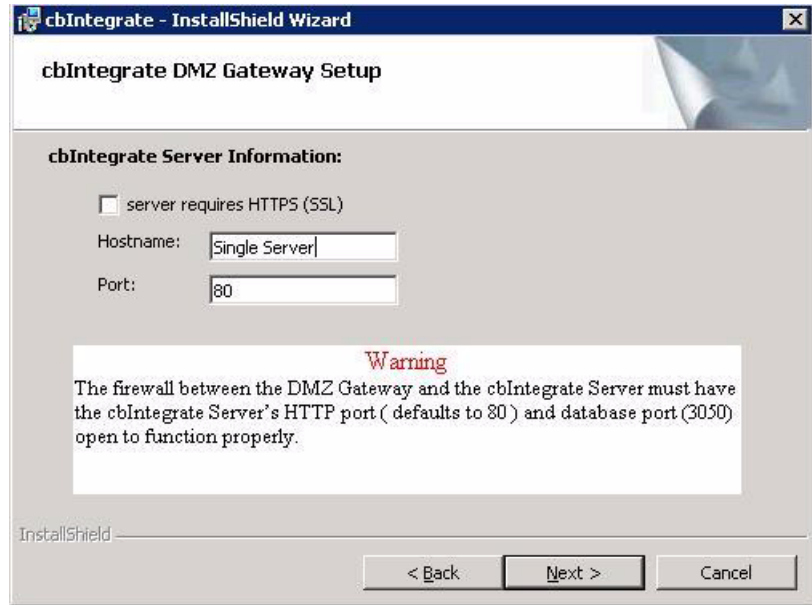 cbIntegrate - InstallShield Wizard
cbIntegrate DMZ Gateway Setup
cbIntegrate Server Information:
server requires HTTPS (SSL)
Hostname: Single Server
Port: 80
Warning
The firewall between the DMZ Gateway and the cbIntegrate Server must have
the cbIntegrate Server's HTTP port ( defaults to 80 ) and database port (3050)
open to function properly.
InstallShield
< Back Next > Cancel